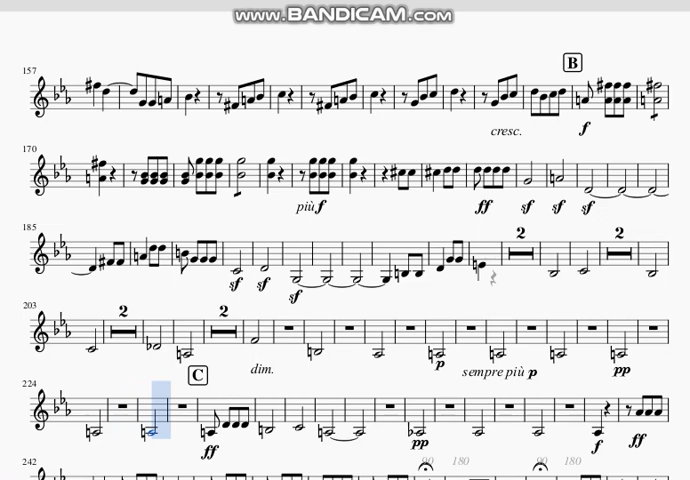 www.BANDICAM.com
B
157
cresc.
f
170
più f
ff
sf
sf
sf
185
2
2
sf
sf
sf
203
2
2
dim.
p
sempre più p
pp
C
224
ff
pp
f
ff
90
180
90
180
242